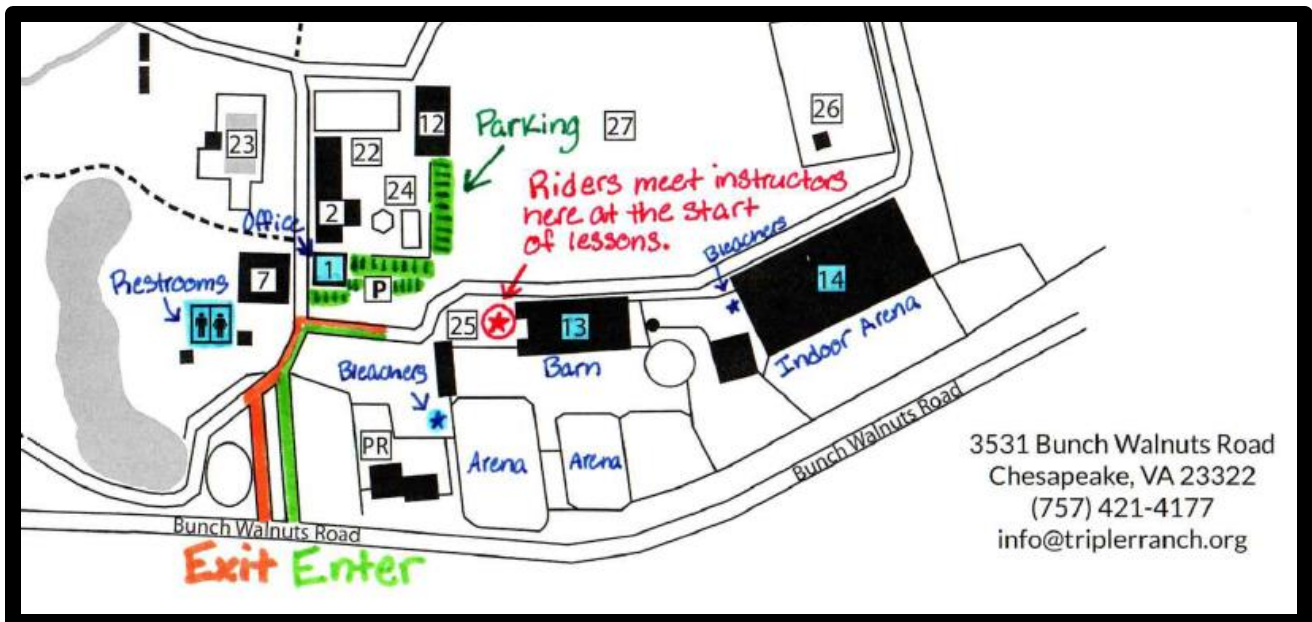 12
Parking
27
26
23
22
Riders meet instructors
here at the start
of lessons.
24
2
Office
Bleachers
1
7
P
14
Restrooms
25
13
Indoor Arena
Barn
Bleachers
PR
Arena
Arena
Bunch Walnuts Road
3531 Bunch Walnuts Road
Chesapeake, VA 23322
(757) 421-4177
info@triplerranch.org
Bunch Walnuts Road
Exit Enter